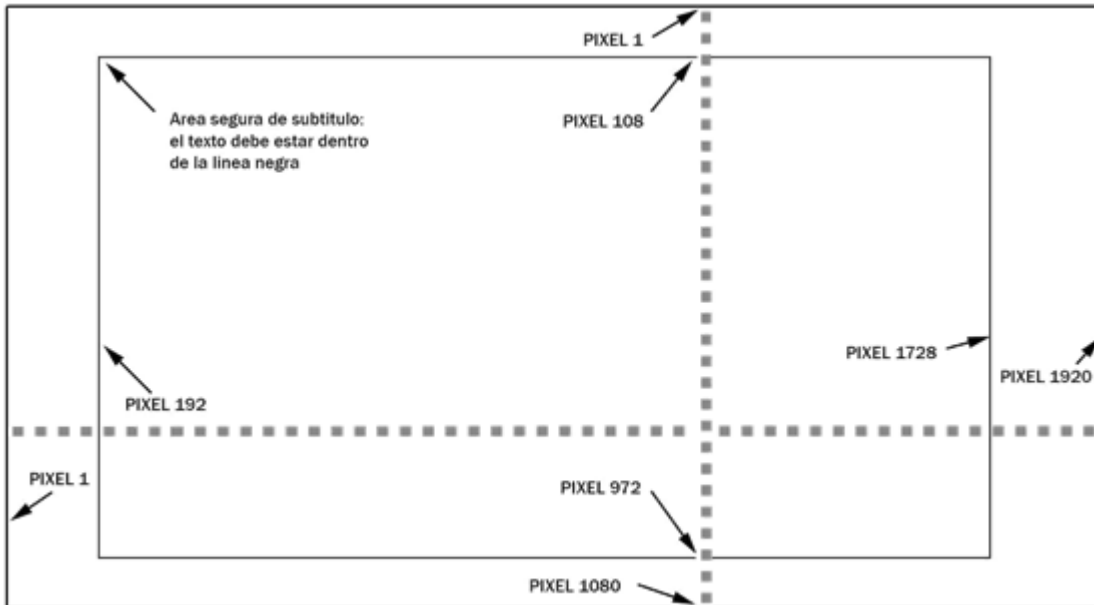 PIXEL 1
PIXEL 108
Area segura de subtitulo:
el texto debe estar dentro
de la linea negra
PIXEL 1728
PIXEL 1920
PIXEL 192
PIXEL 1
PIXEL 972
PIXEL 1080